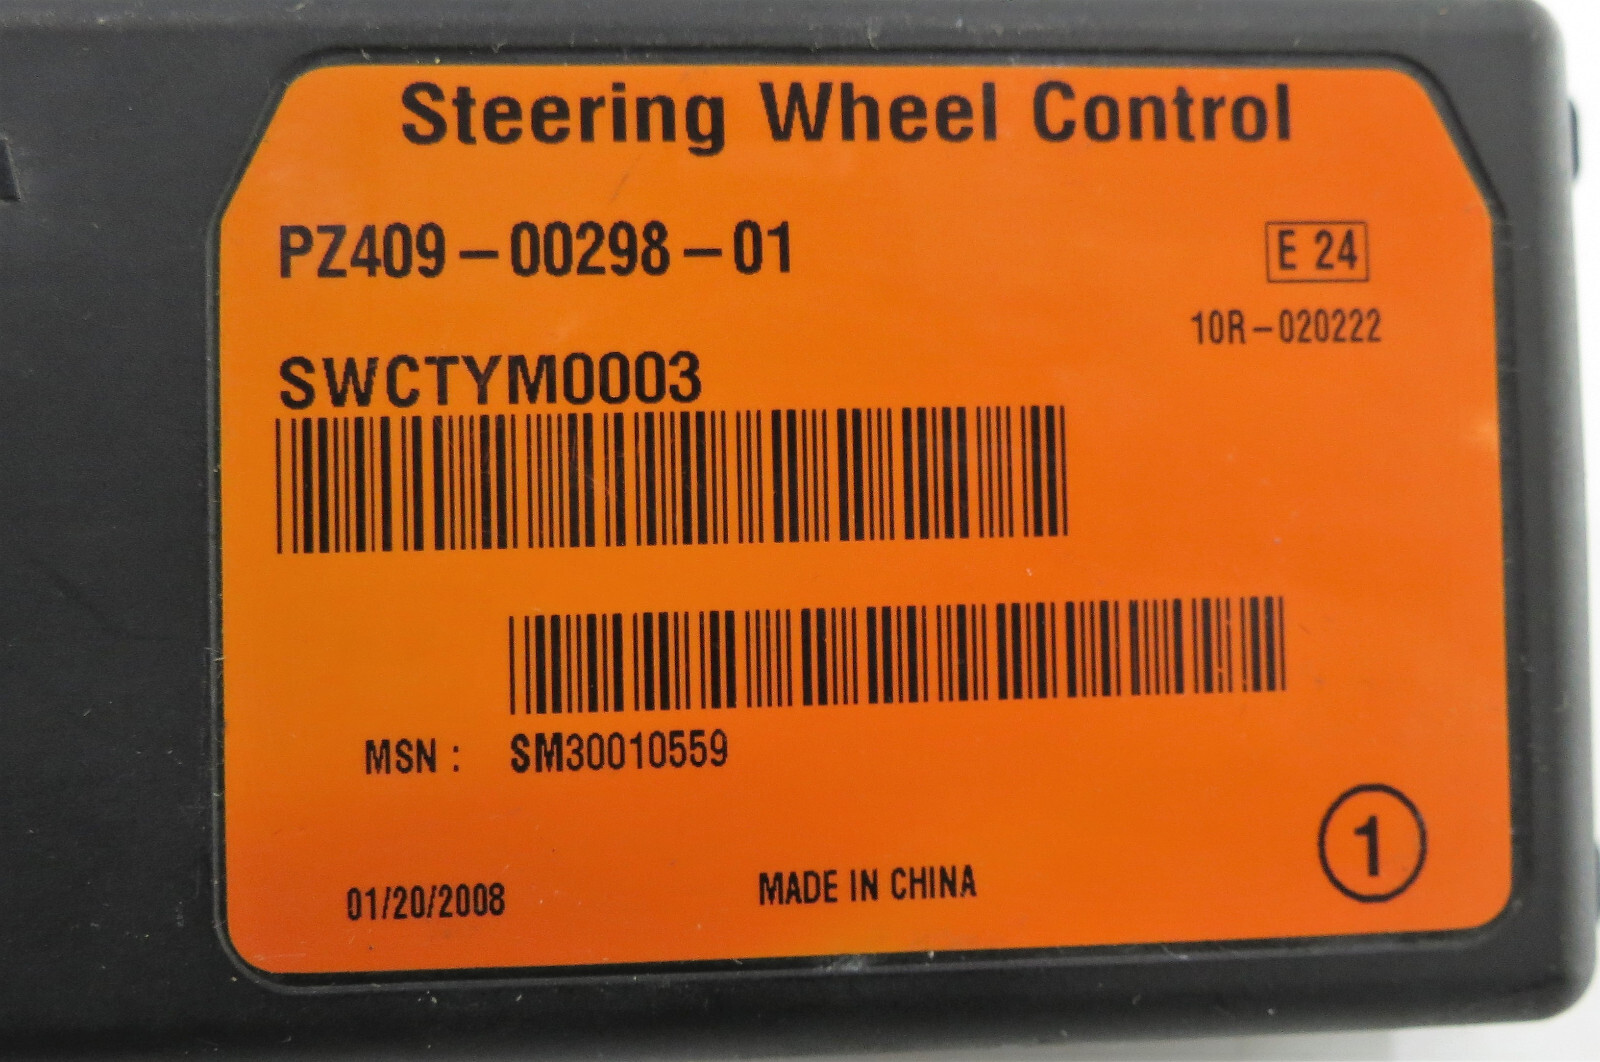 Steering Wheel Control
PZ409-00298-01
E 24
10R-020222
SWCTYM0003
MSN : SM30010559
1
01/20/2008
MADE IN CHINA